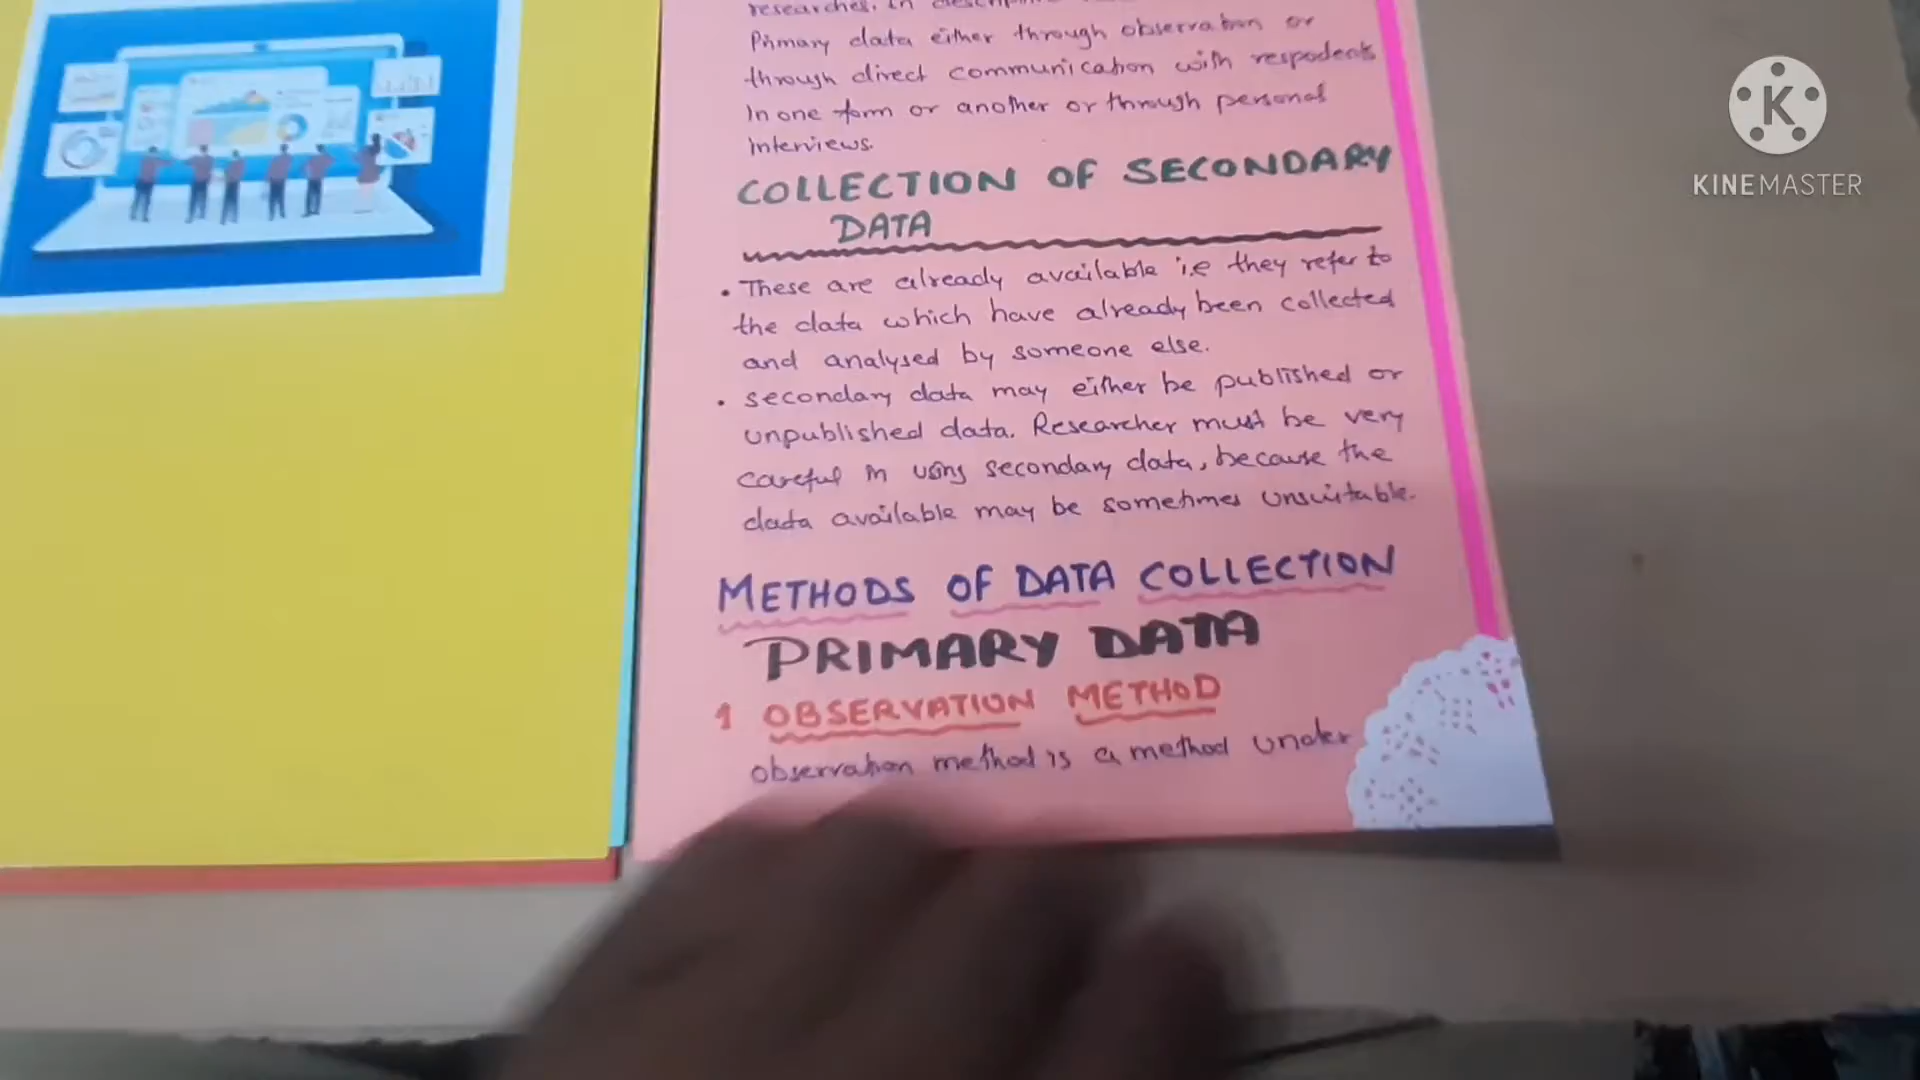 researches. In
Primary data either through observation or
through direct communication with respodents
In one form or another or through personal
interviews.
COLLECTION OF SECONDARY
DATA
• These are already available i.e they refer to
the data which have already been collected
and analysed by someone else.
• secondary data may either be published or
unpublished data. Researcher must be very
careful in using secondary data, because the
data available may be sometimes unsuitable.
METHODS OF DATA COLLECTION
PRIMARY DATA
1 OBSERVATION METHOD
observation method is a method under
K
KINEMASTER